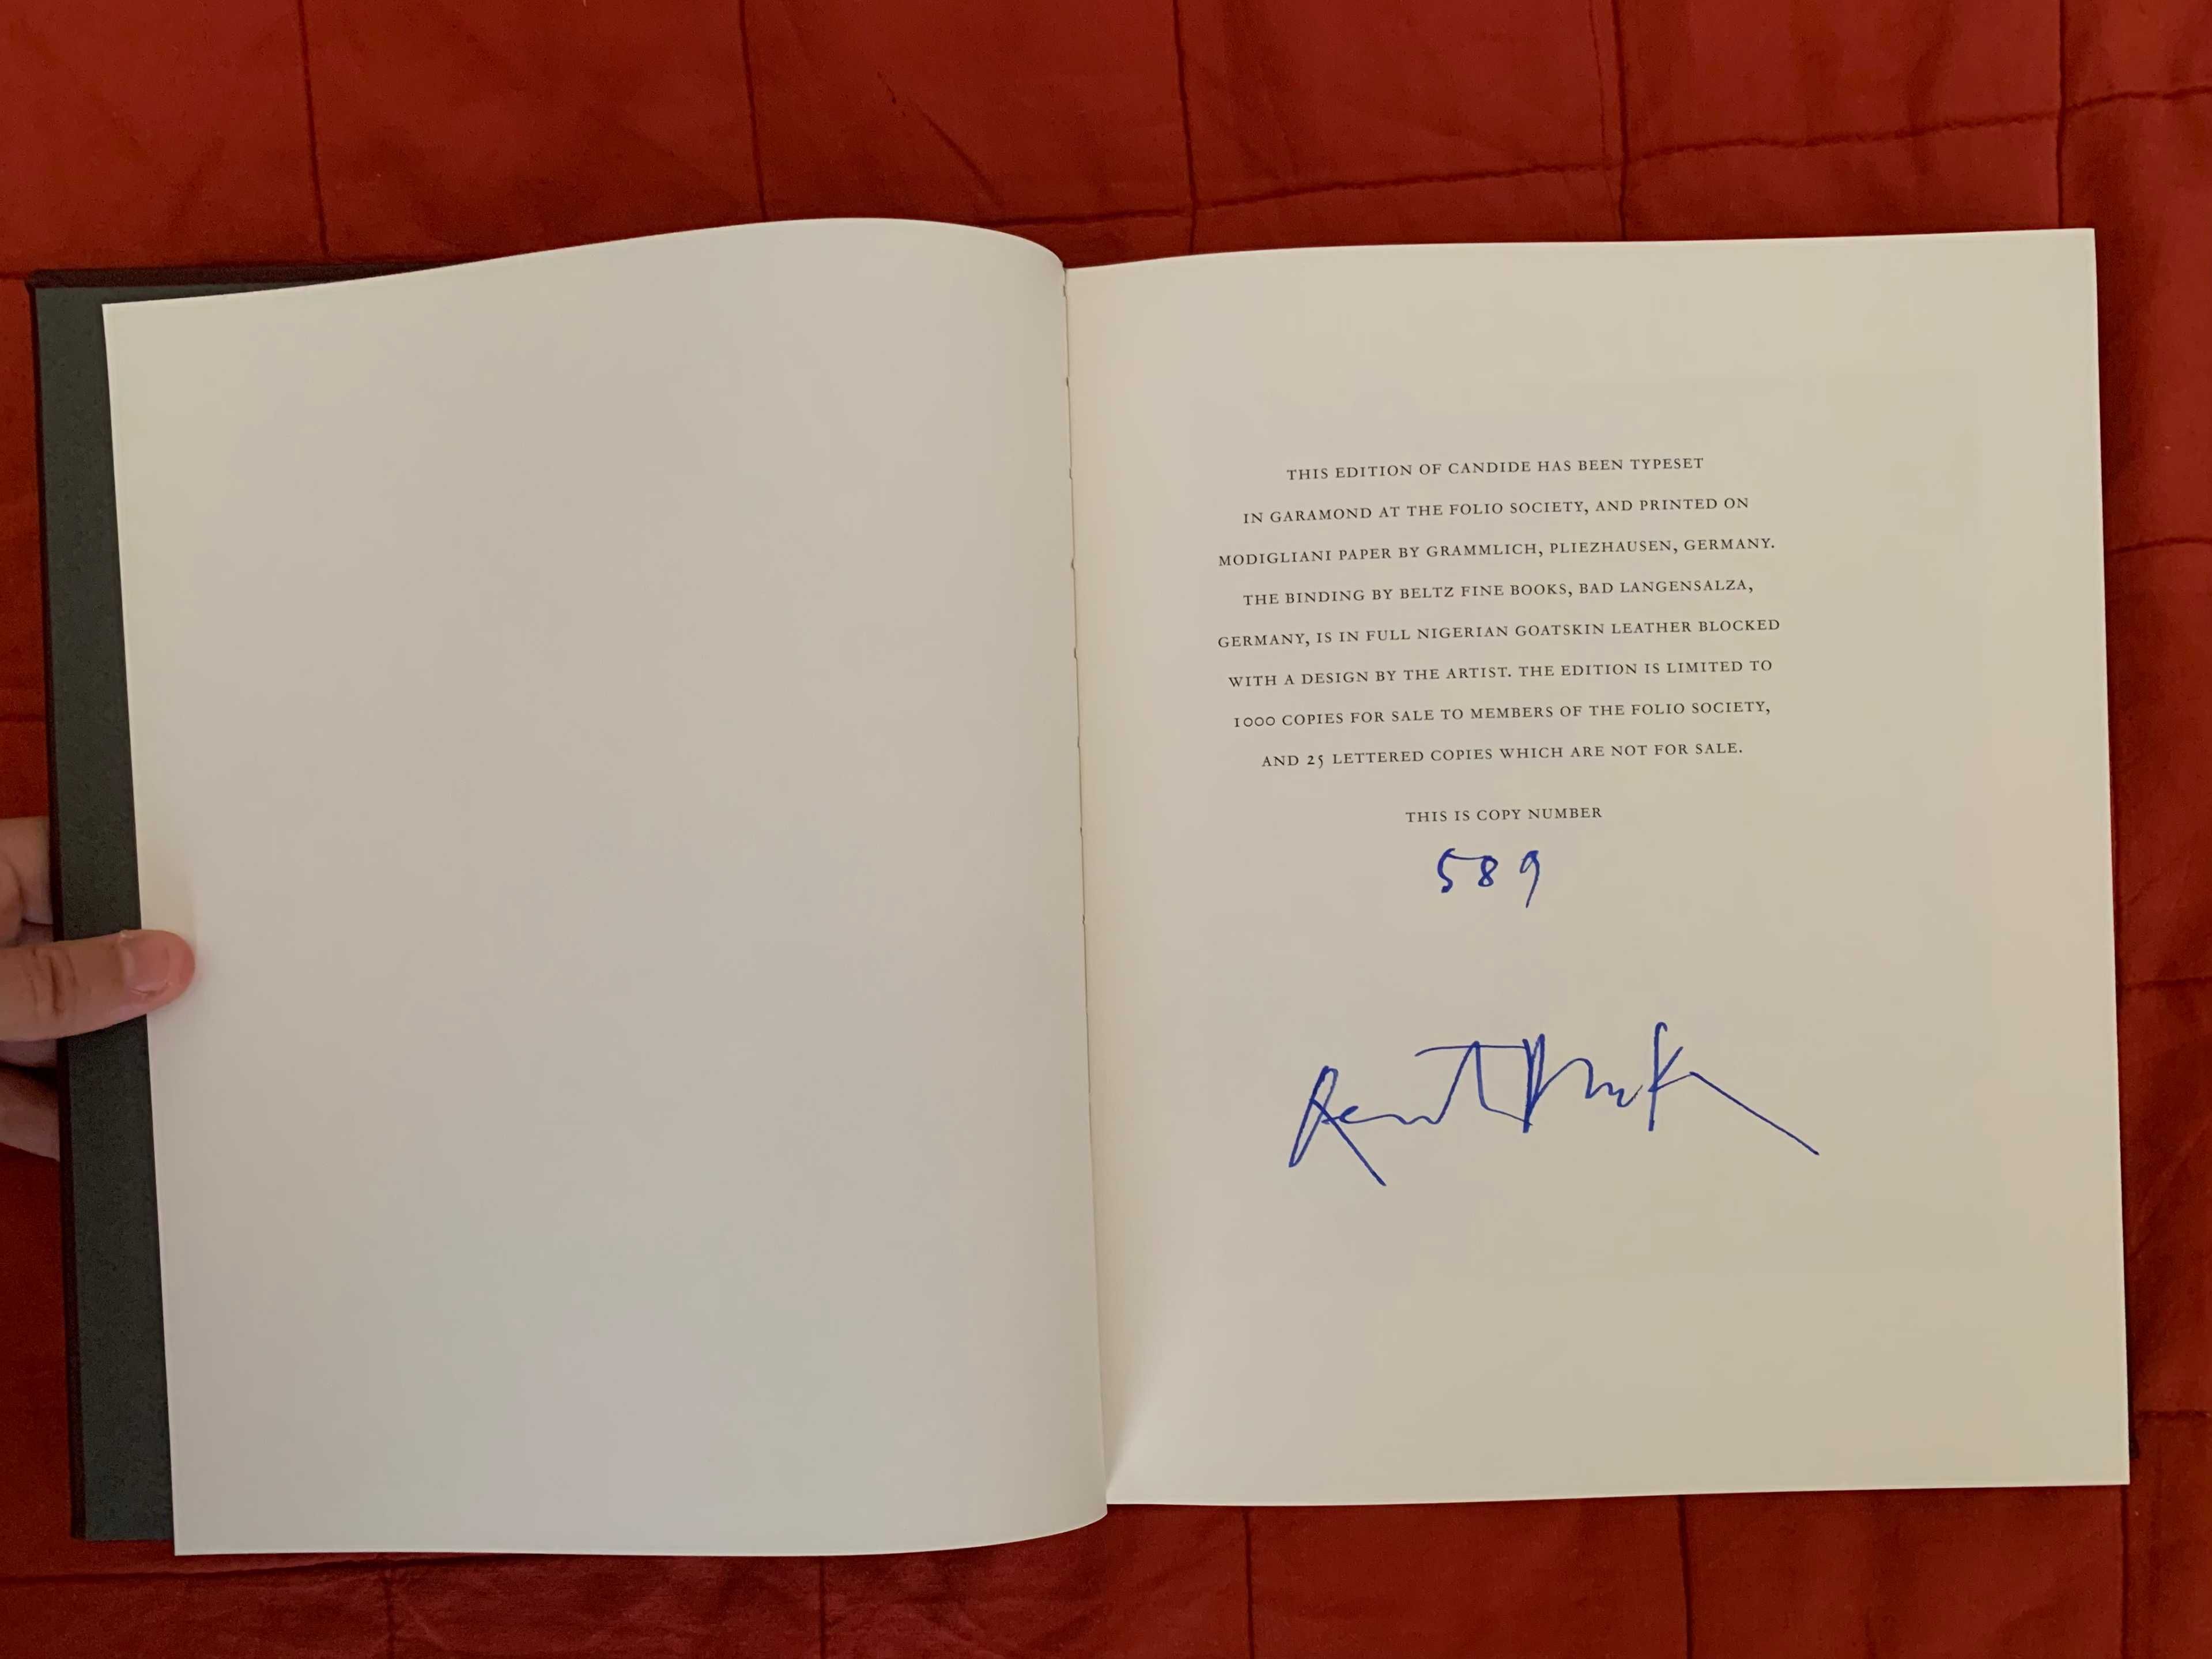 THIS EDITION OF CANDIDE HAS BEEN TYPESET
IN GARAMOND AT THE FOLIO SOCIETY, AND PRINTED ON
MODIGLIANI PAPER BY GRAMMLICH, PLIEZHAUSEN, GERMANY.
THE BINDING BY BELTZ FINE BOOKS, BAD LANGENSALZA,
GERMANY, IS IN FULL NIGERIAN GOATSKIN LEATHER BLOCKED
WITH A DESIGN BY THE ARTIST. THE EDITION IS LIMITED TO
1000 COPIES FOR SALE TO MEMBERS OF THE FOLIO SOCIETY,
AND 25 LETTERED COPIES WHICH ARE NOT FOR SALE.
THIS IS COPY NUMBER
589